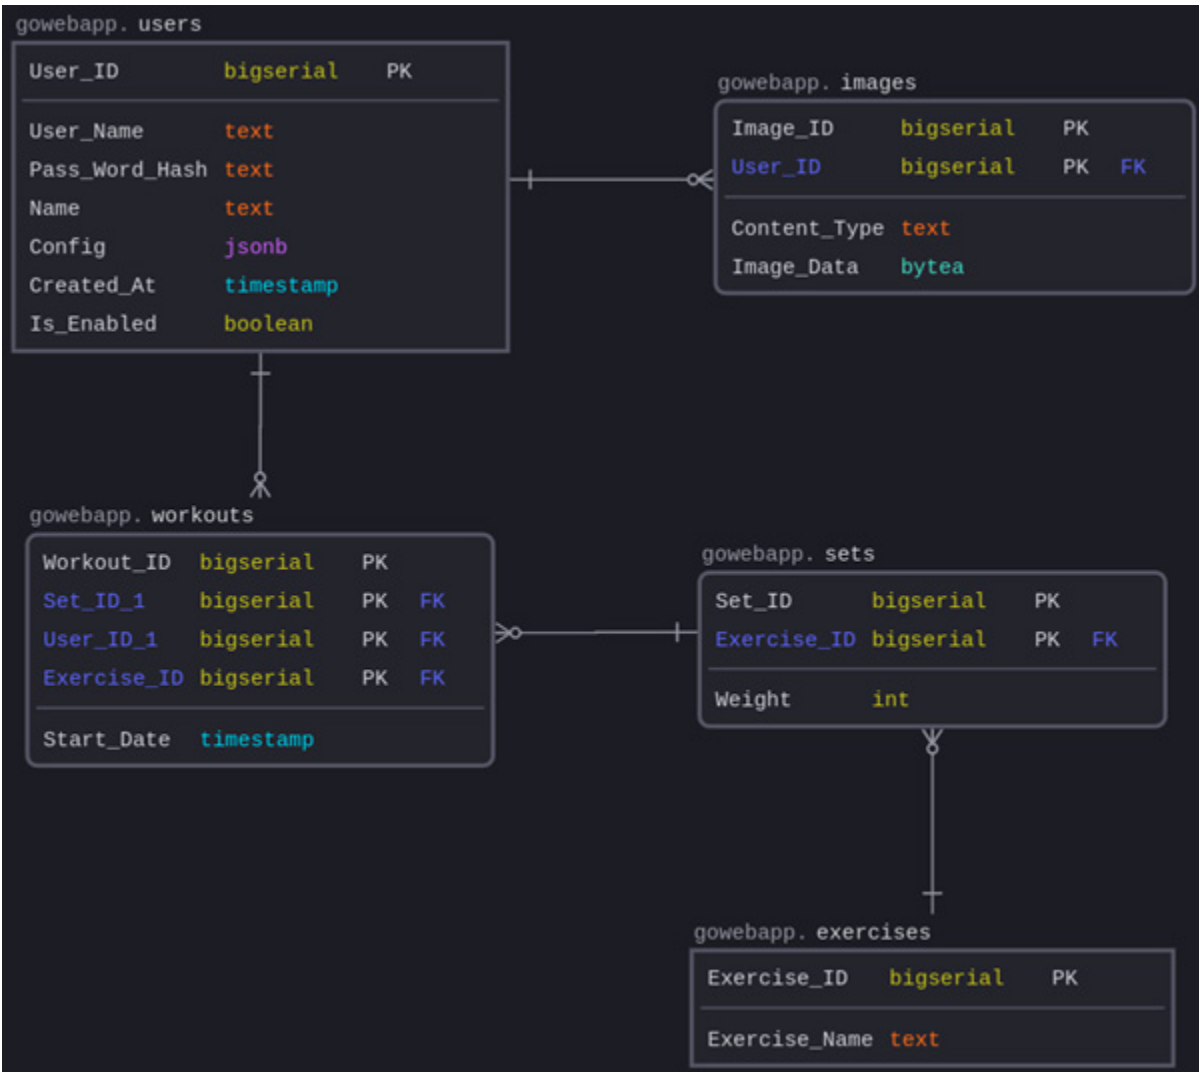 gowebapp. users
User_ID bigserial PK
User_Name text
Pass_Word_Hash text
Name text
Config jsonb
Created_At timestamp
Is_Enabled boolean
gowebapp. images
Image_ID bigserial PK
User_ID bigserial PK FK
Content_Type text
Image_Data bytea
gowebapp. workouts
Workout_ID bigserial PK
Set_ID_1 bigserial PK FK
User_ID_1 bigserial PK FK
Exercise_ID bigserial PK FK
Start_Date timestamp
gowebapp. sets
Set_ID bigserial PK
Exercise_ID bigserial PK FK
Weight int
gowebapp. exercises
Exercise_ID bigserial PK
Exercise_Name text